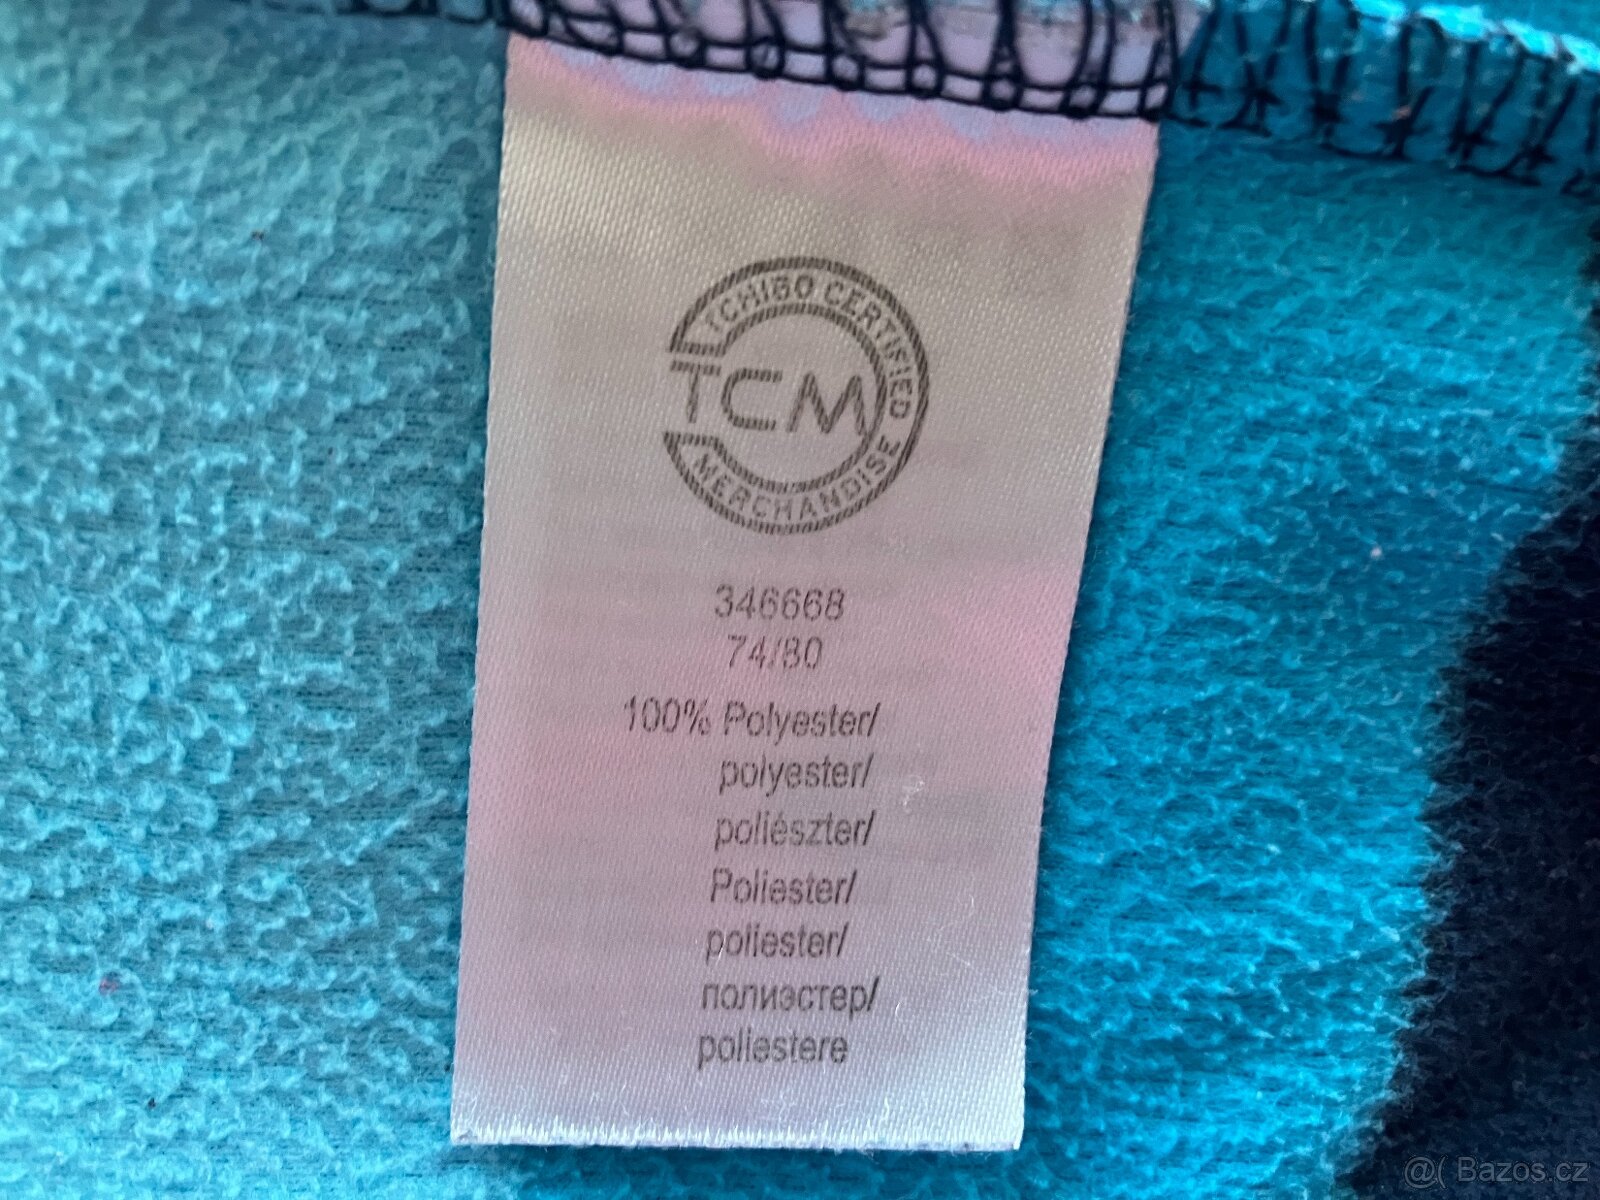 TCHIBO CERTIFIED
TCM
MERCHANDISE
346668
74/80
100% Polyester/
polyester/
poliészter/
Poliester/
poliester/
полиэстер/
poliestere
@( Bazos.cz